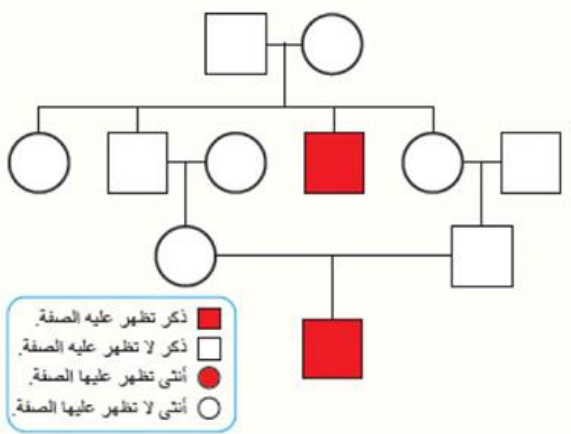 ذكر تظهر عليه الصفة.
ذكر لا تظهر عليه الصفة.
أنثى تظهر عليها الصفة.
أنثى لا تظهر عليها الصفة.